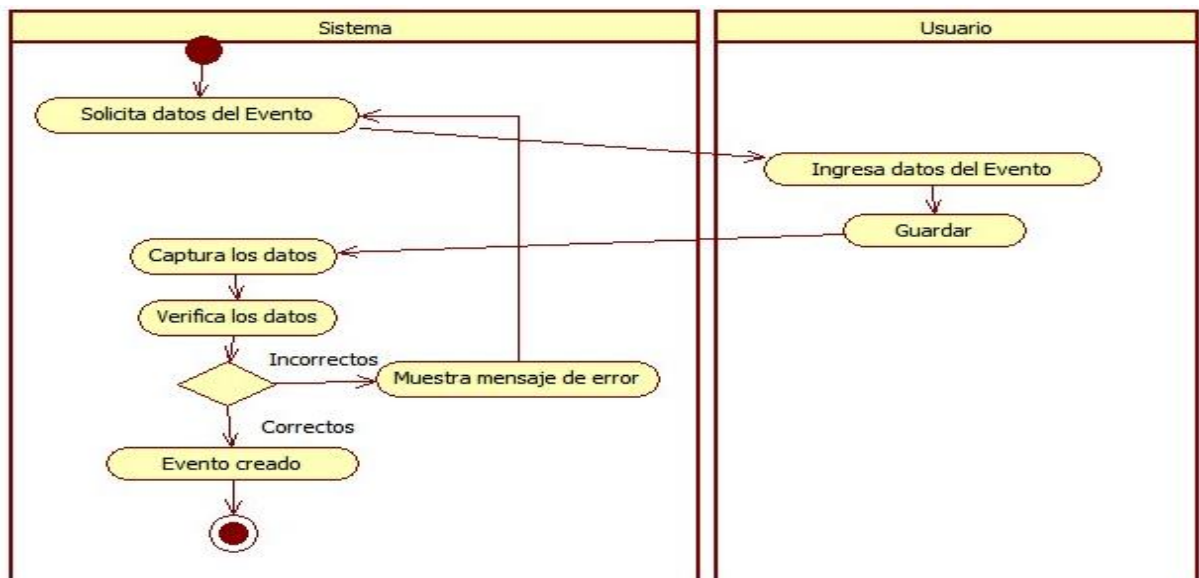 Sistema
Usuario
Solicita datos del Evento
Ingresa datos del Evento
Guardar
Captura los datos
Verifica los datos
Incorrectos
Muestra mensaje de error
Correctos
Evento creado